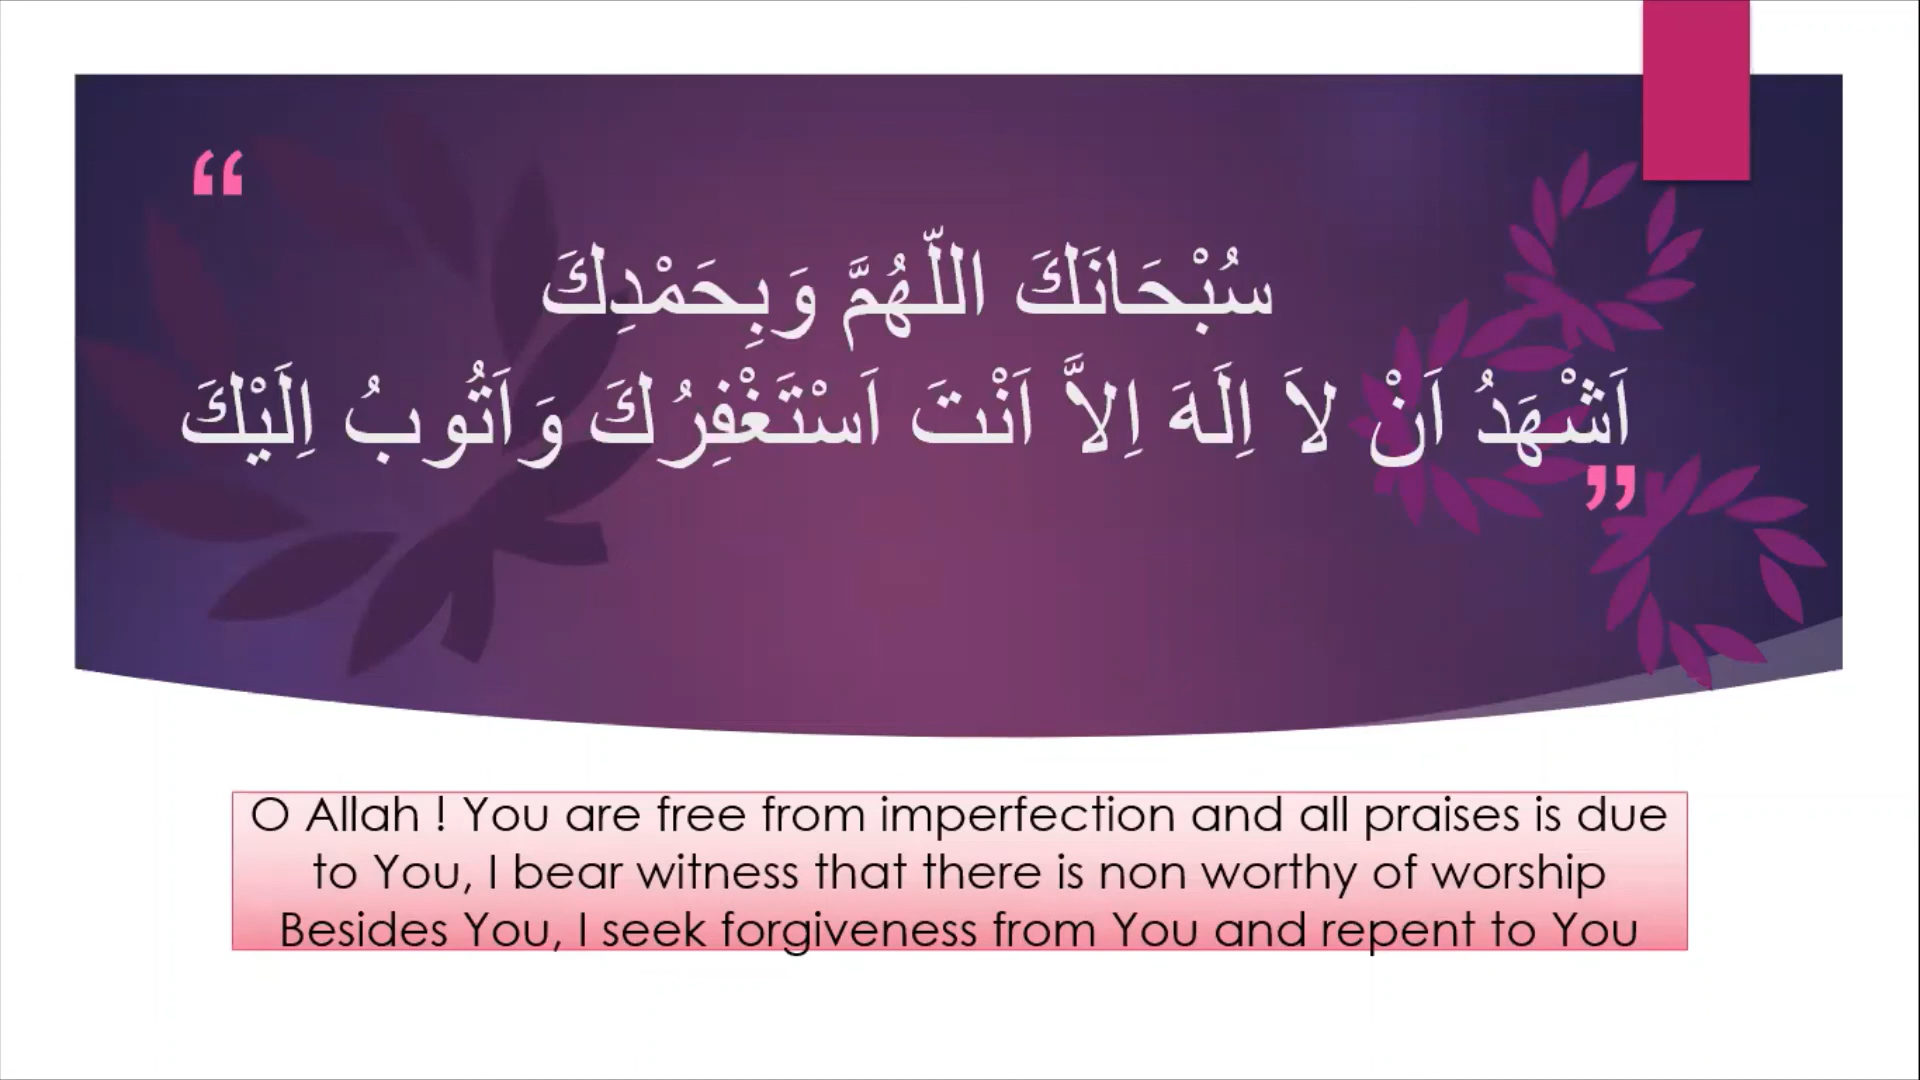 “
سُبْحَانَكَ اللّهُمَّ وَبِحَمْدِكَ
اَشْهَدُ اَنْ لاَ اِلَهَ اِلاَّ اَنْتَ اَسْتَغْفِرُكَ وَاَتُوبُ اِلَيْكَ
”
O Allah ! You are free from imperfection and all praises is due
to You, I bear witness that there is non worthy of worship
Besides You, I seek forgiveness from You and repent to You